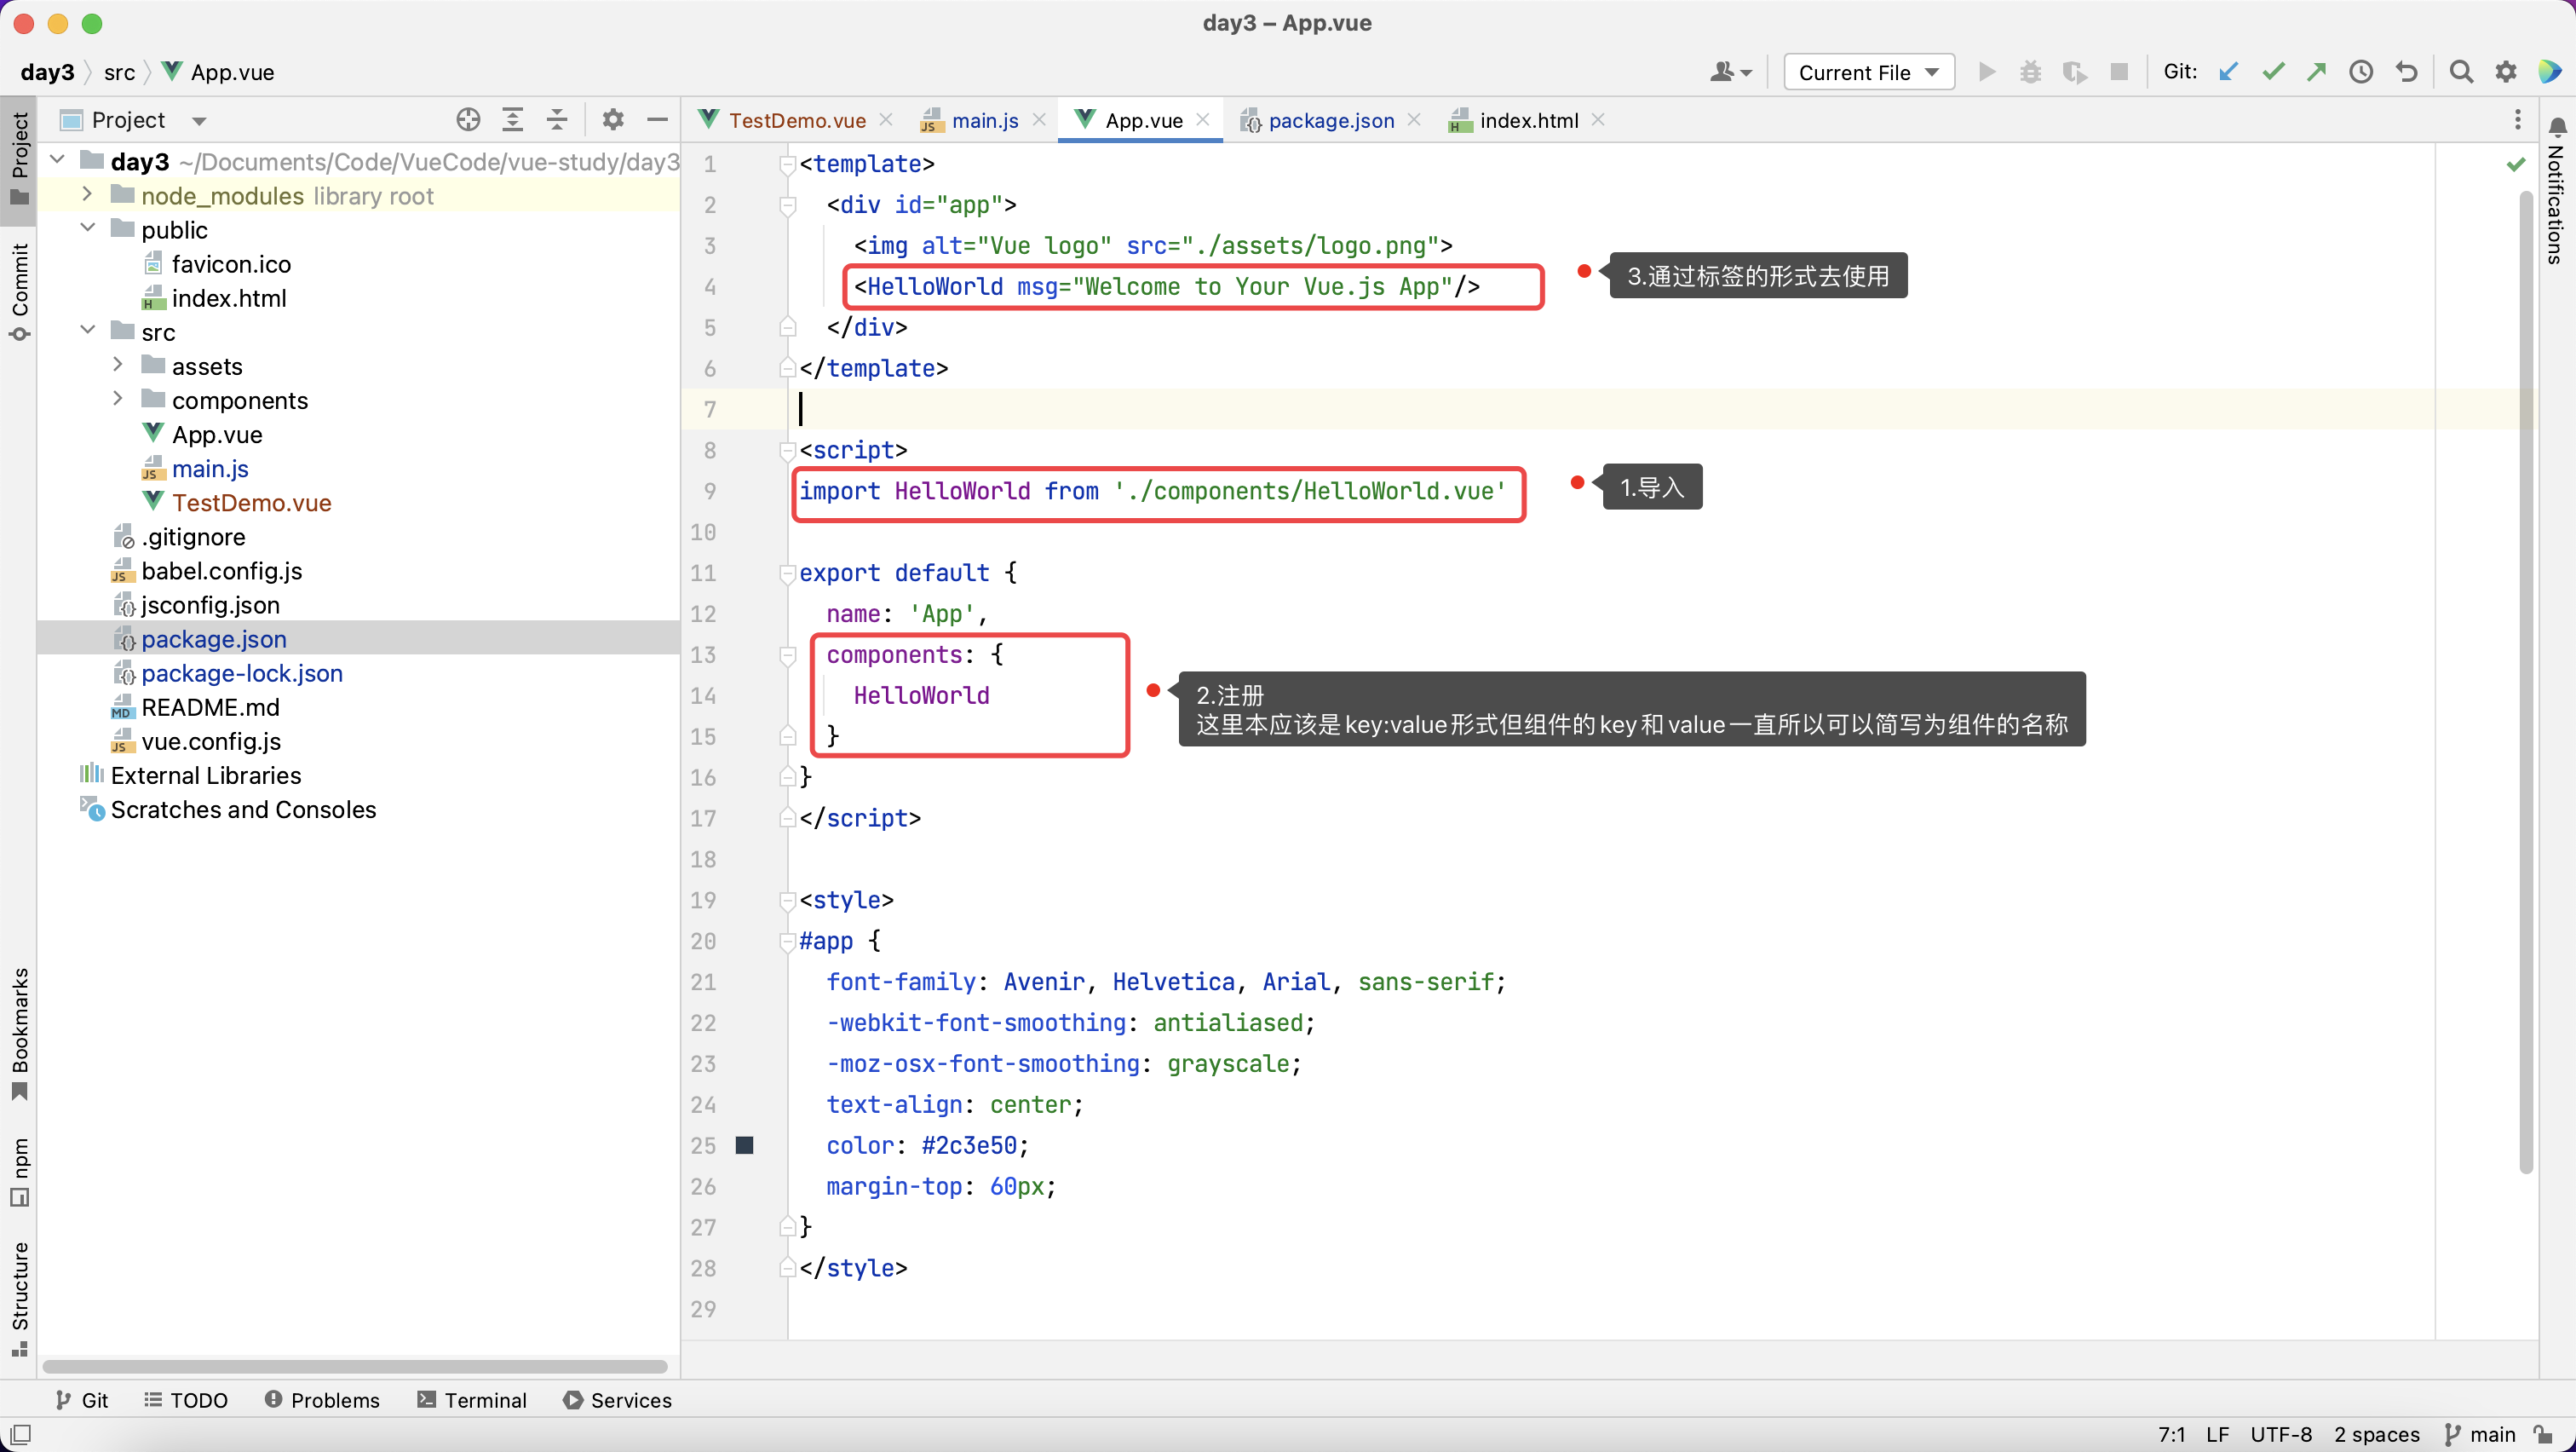 day3 – App.vue
day3 src App.vue
Current File
Git:
Project
Project
day3 ~/Documents/Code/VueCode/vue-study/day3
node_modules library root
public
favicon.ico
index.html
src
assets
components
App.vue
main.js
TestDemo.vue
.gitignore
babel.config.js
jsconfig.json
package.json
package-lock.json
README.md
vue.config.js
External Libraries
Scratches and Consoles
Commit
Bookmarks
npm
Structure
TestDemo.vue main.js App.vue package.json index.html
1 <template>
2 <div id="app">
3 <img alt="Vue logo" src="./assets/logo.png">
4 <HelloWorld msg="Welcome to Your Vue.js App"/>
3.通过标签的形式去使用
5 </div>
6 </template>
7
8 <script>
9 import HelloWorld from './components/HelloWorld.vue'
1.导入
10
11 export default {
12 name: 'App',
13 components: {
14 HelloWorld
2.注册
这里本应该是key:value形式但组件的key和value一直所以可以简写为组件的名称
15 }
16 }
17 </script>
18
19 <style>
20 #app {
21 font-family: Avenir, Helvetica, Arial, sans-serif;
22 -webkit-font-smoothing: antialiased;
23 -moz-osx-font-smoothing: grayscale;
24 text-align: center;
25 color: #2c3e50;
26 margin-top: 60px;
27 }
28 </style>
29
Notifications
Git TODO Problems Terminal Services
7:1 LF UTF-8 2 spaces main